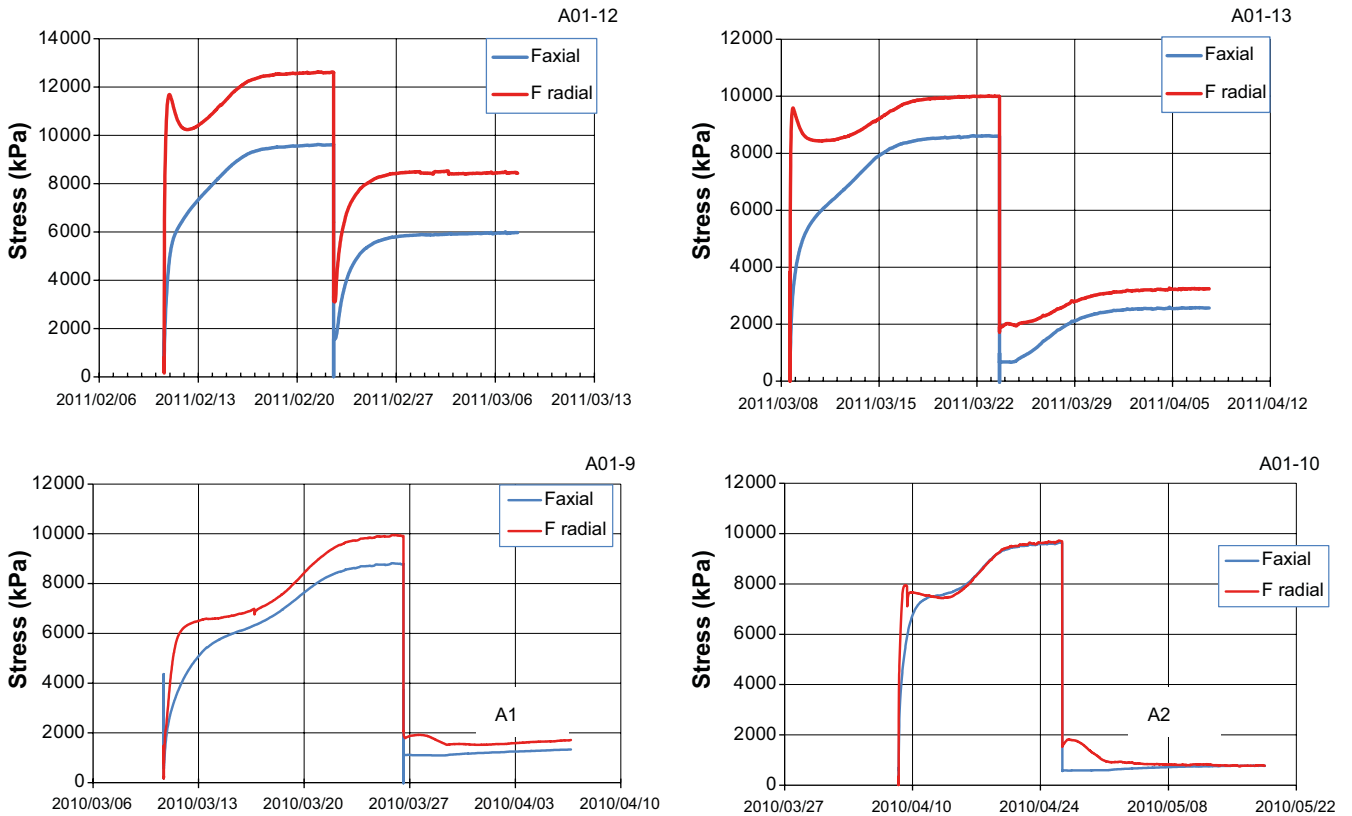 A01-12
14000
12000
10000
8000
6000
4000
2000
0
Stress (kPa)
Faxial
F radial
2011/02/06 2011/02/13 2011/02/20 2011/02/27 2011/03/06 2011/03/13
A01-13
12000
10000
8000
6000
4000
2000
0
Stress (kPa)
Faxial
F radial
2011/03/08 2011/03/15 2011/03/22 2011/03/29 2011/04/05 2011/04/12
A01-9
12000
10000
8000
6000
4000
2000
0
Stress (kPa)
Faxial
F radial
A1
2010/03/06 2010/03/13 2010/03/20 2010/03/27 2010/04/03 2010/04/10
A01-10
12000
10000
8000
6000
4000
2000
0
Stress (kPa)
Faxial
F radial
A2
2010/03/27 2010/04/10 2010/04/24 2010/05/08 2010/05/22